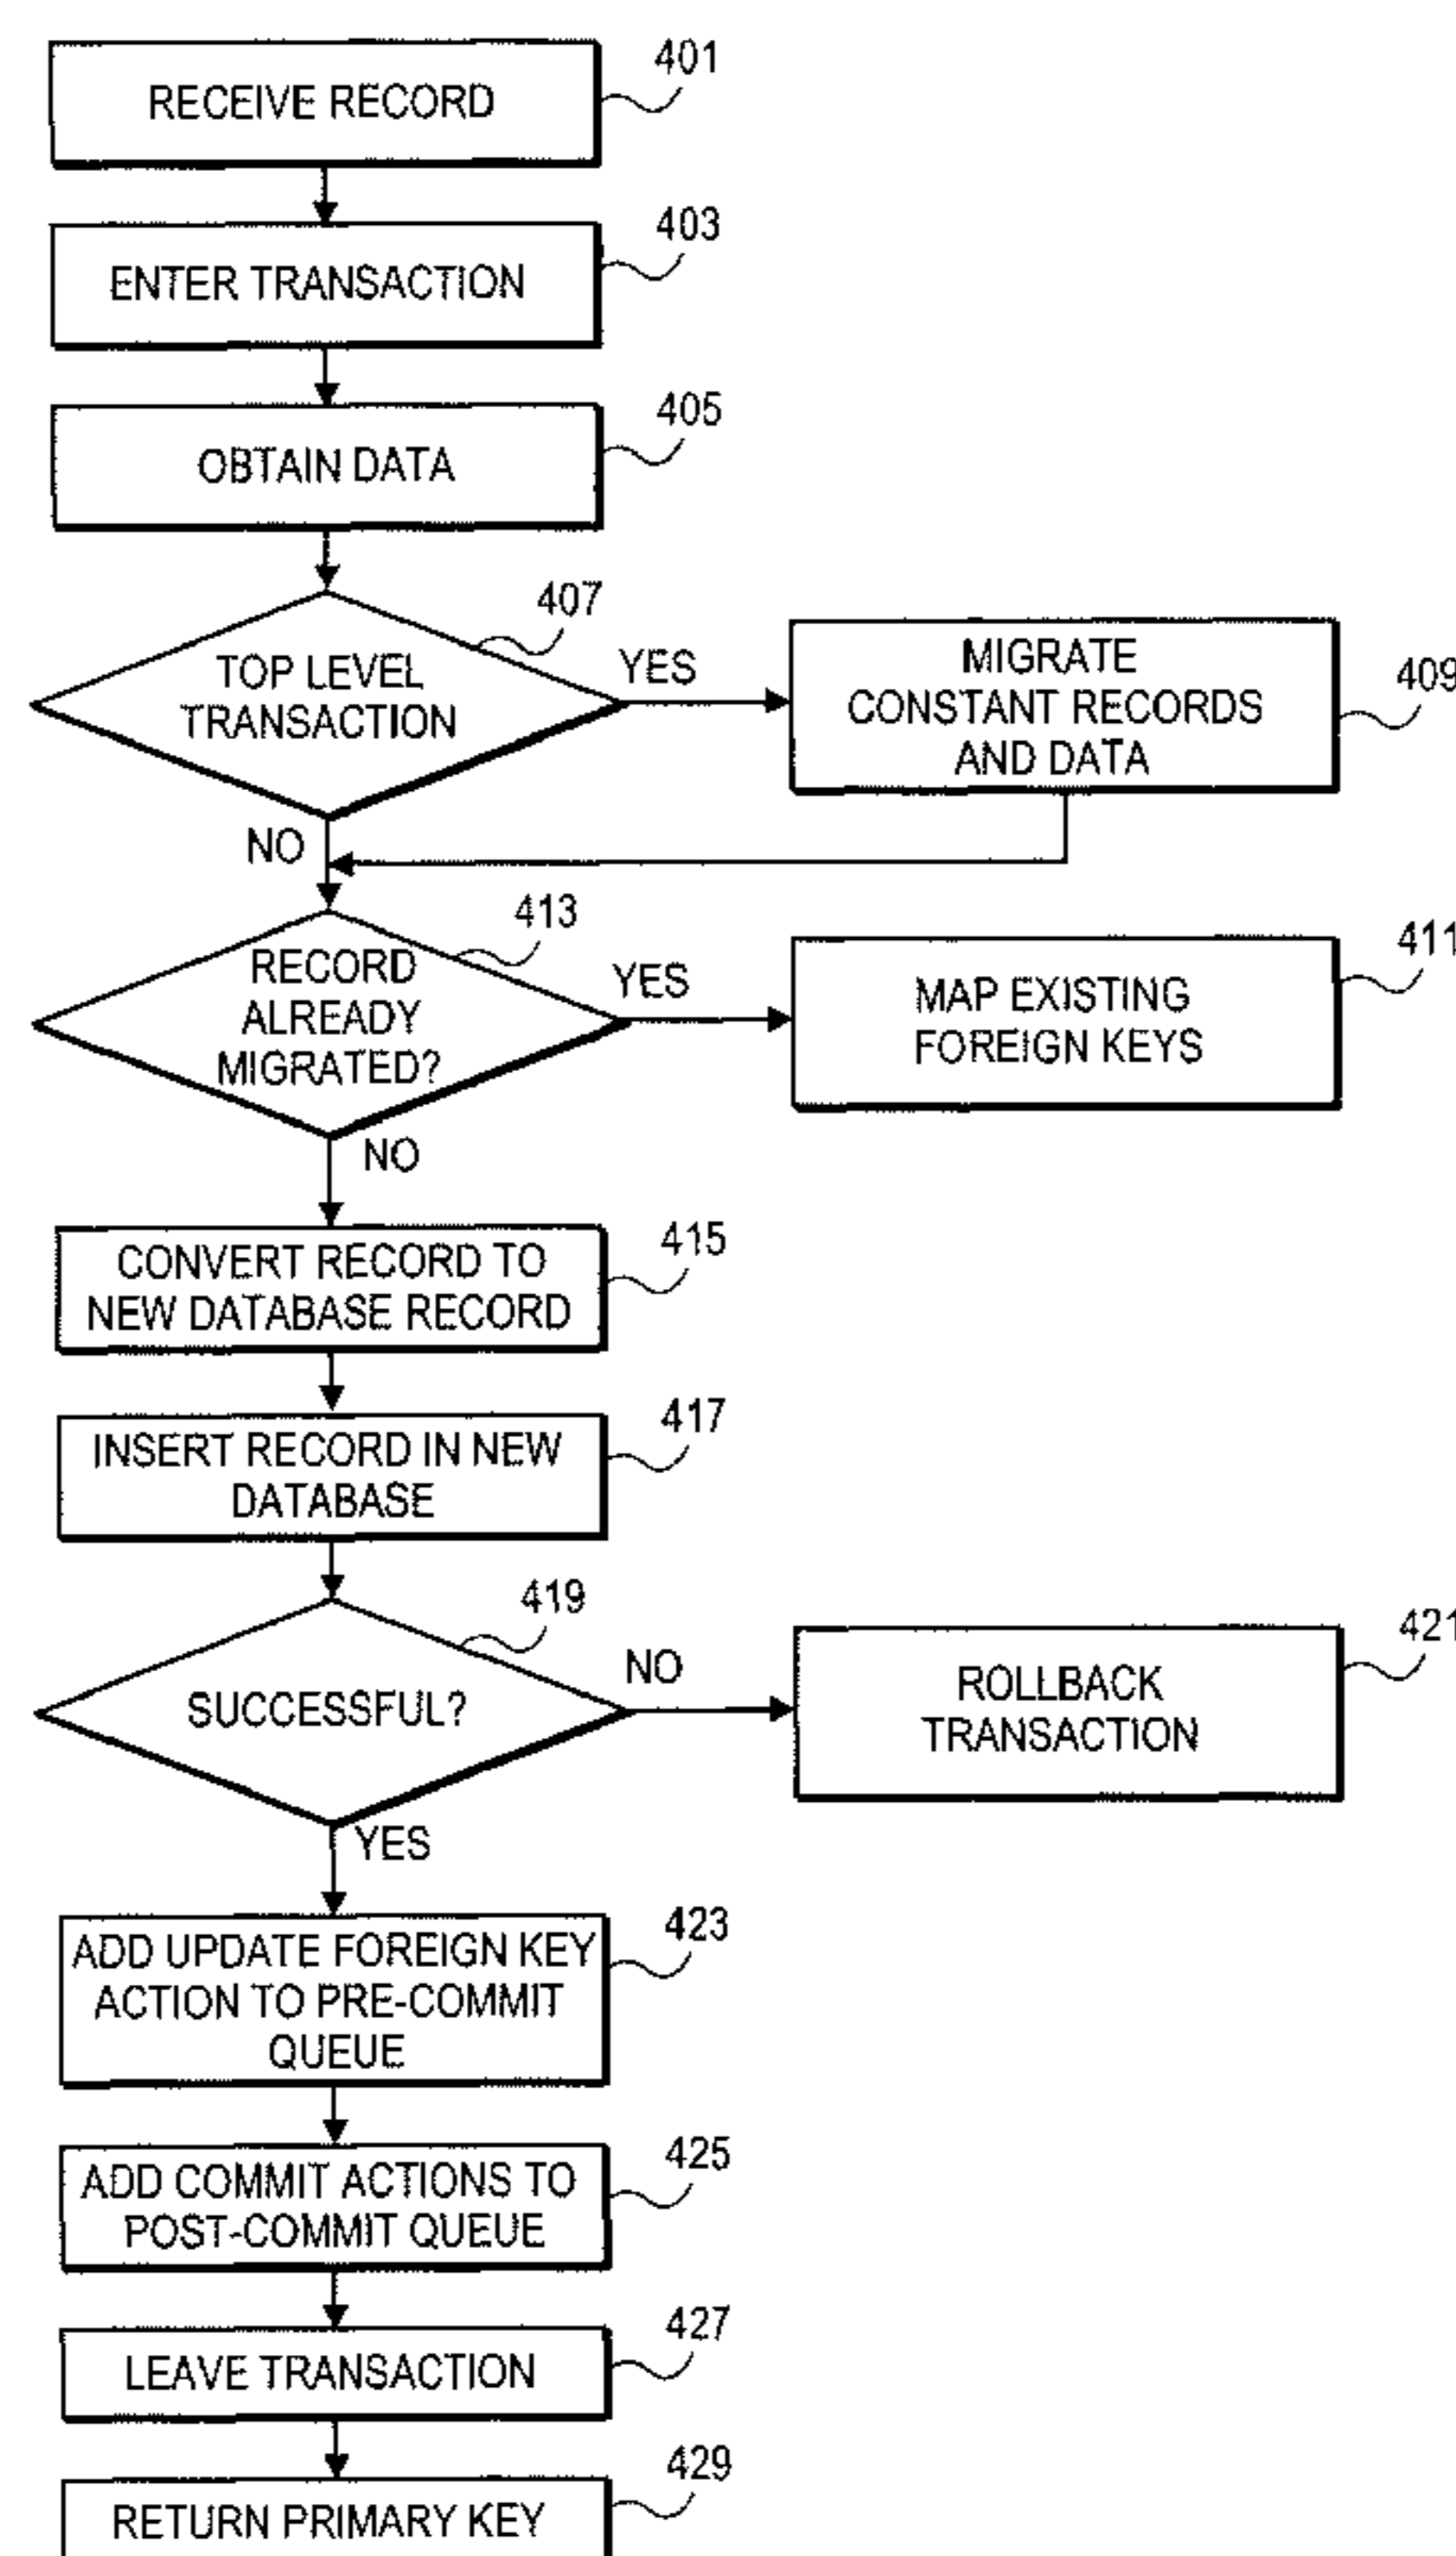 RECEIVE RECORD
401
ENTER TRANSACTION
403
OBTAIN DATA
405
TOP LEVEL
TRANSACTION
407
YES
MIGRATE
CONSTANT RECORDS
AND DATA
409
NO
RECORD
ALREADY
MIGRATED?
413
YES
MAP EXISTING
FOREIGN KEYS
411
NO
CONVERT RECORD TO
NEW DATABASE RECORD
415
INSERT RECORD IN NEW
DATABASE
417
SUCCESSFUL?
419
NO
ROLLBACK
TRANSACTION
421
YES
ADD UPDATE FOREIGN KEY
ACTION TO PRE-COMMIT
QUEUE
423
ADD COMMIT ACTIONS TO
POST-COMMIT QUEUE
425
LEAVE TRANSACTION
427
RETURN PRIMARY KEY
429